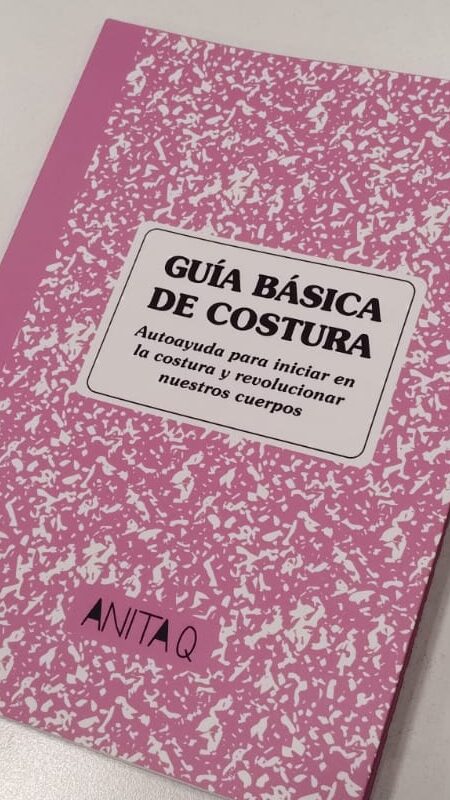 GUÍA BÁSICA
DE COSTURA
Autoayuda para iniciar en
la costura y revolucionar
nuestros cuerpos
ANITA Q